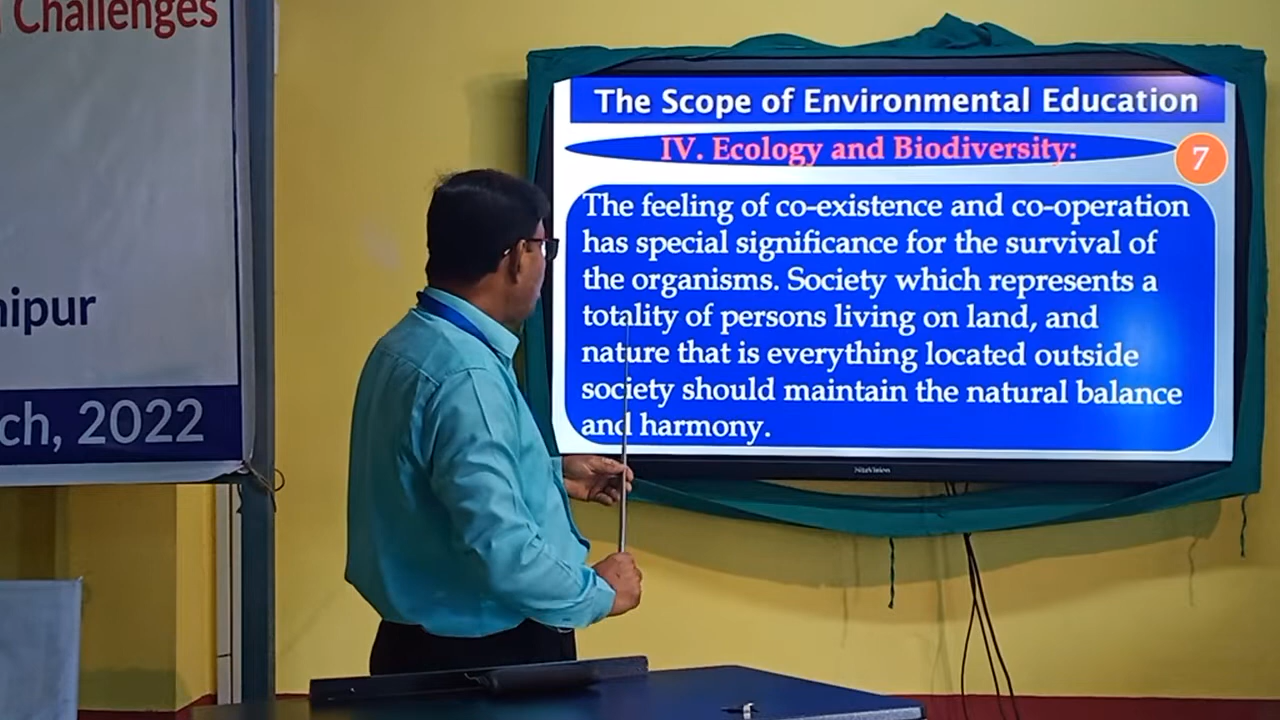 Challenges
nipur
ch, 2022
The Scope of Environmental Education
IV. Ecology and Biodiversity:
7
The feeling of co-existence and co-operation
has special significance for the survival of
the organisms. Society which represents a
totality of persons living on land, and
nature that is everything located outside
society should maintain the natural balance
and harmony.